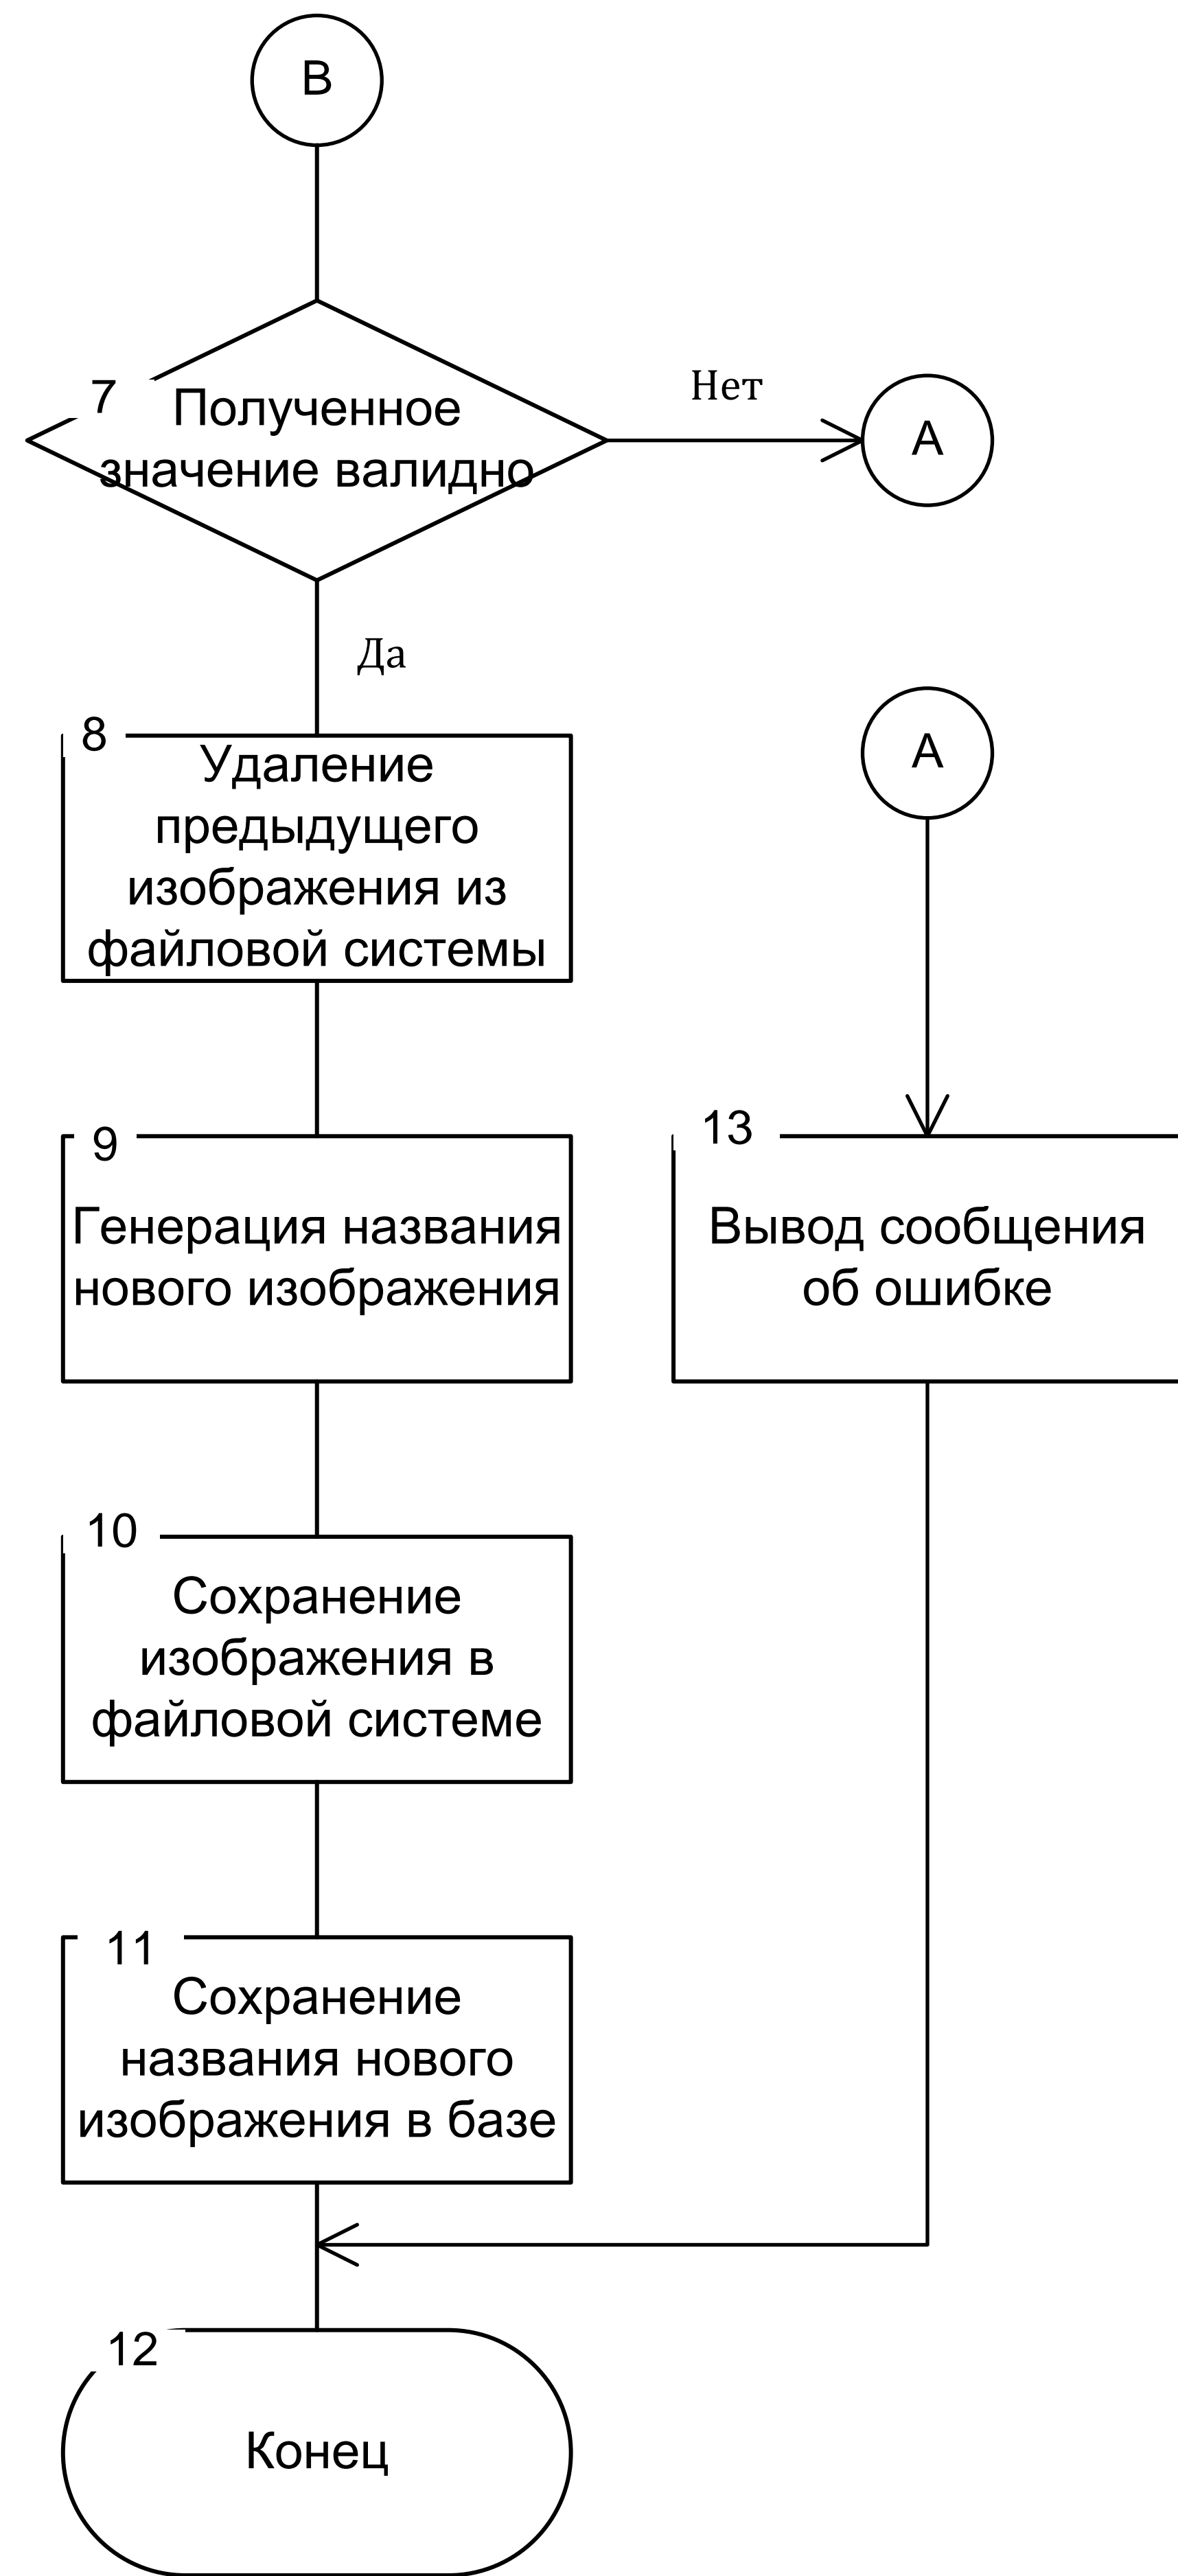 В
7
Полученное
значение валидно
Нет
А
Да
8
Удаление
предыдущего
изображения из
файловой системы
А
9
Генерация названия
нового изображения
13
Вывод сообщения
об ошибке
10
Сохранение
изображения в
файловой системе
11
Сохранение
названия нового
изображения в базе
12
Конец